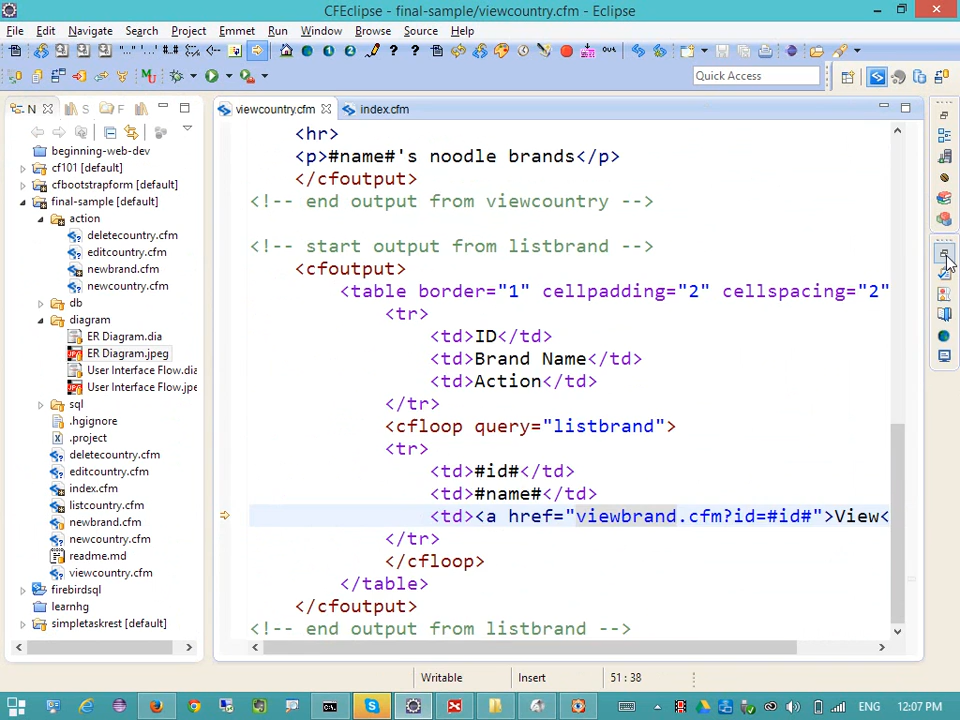 CFEclipse - final-sample/viewcountry.cfm - Eclipse
File Edit Navigate Search Project Emmet Run Window Browse Source Help
Quick Access
N S F
viewcountry.cfm index.cfm
beginning-web-dev
cf101 [default]
cfbootstrapform [default]
final-sample [default]
action
deletecountry.cfm
editcountry.cfm
newbrand.cfm
newcountry.cfm
db
diagram
ER Diagram.dia
ER Diagram.jpeg
User Interface Flow.dia
User Interface Flow.jpe
sql
.hgignore
.project
deletecountry.cfm
editcountry.cfm
index.cfm
listcountry.cfm
newbrand.cfm
newcountry.cfm
readme.md
viewcountry.cfm
firebirdsql
learnhg
simpletaskrest [default]
<hr>
<p>#name#'s noodle brands</p>
</cfoutput>
<!-- end output from viewcountry -->
<!-- start output from listbrand -->
<cfoutput>
<table border="1" cellpadding="2" cellspacing="2"
<tr>
<td>ID</td>
<td>Brand Name</td>
<td>Action</td>
</tr>
<cfloop query="listbrand">
<tr>
<td>#id#</td>
<td>#name#</td>
<td><a href="viewbrand.cfm?id=#id#">View<
</tr>
</cfloop>
</table>
</cfoutput>
<!-- end output from listbrand -->
Writable Insert 51 : 38
ENG 12:07 PM